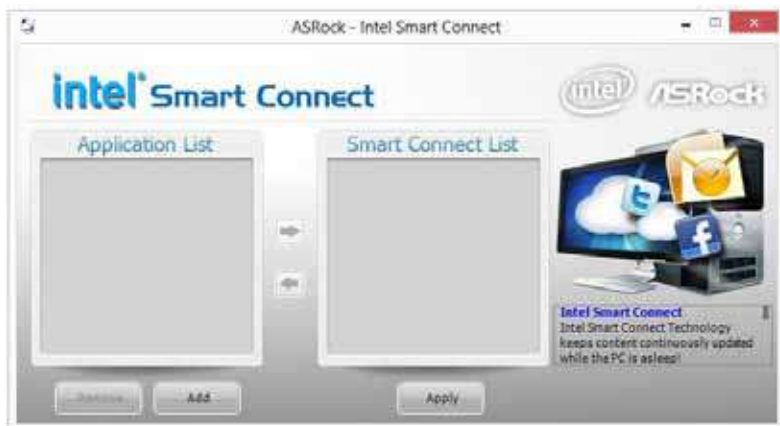 ASRock - Intel Smart Connect
intel Smart Connect
intel ASRock
Application List
Smart Connect List
Intel Smart Connect
Intel Smart Connect Technology
keeps content continuously updated
while the PC is asleep!
Remove
Add
Apply